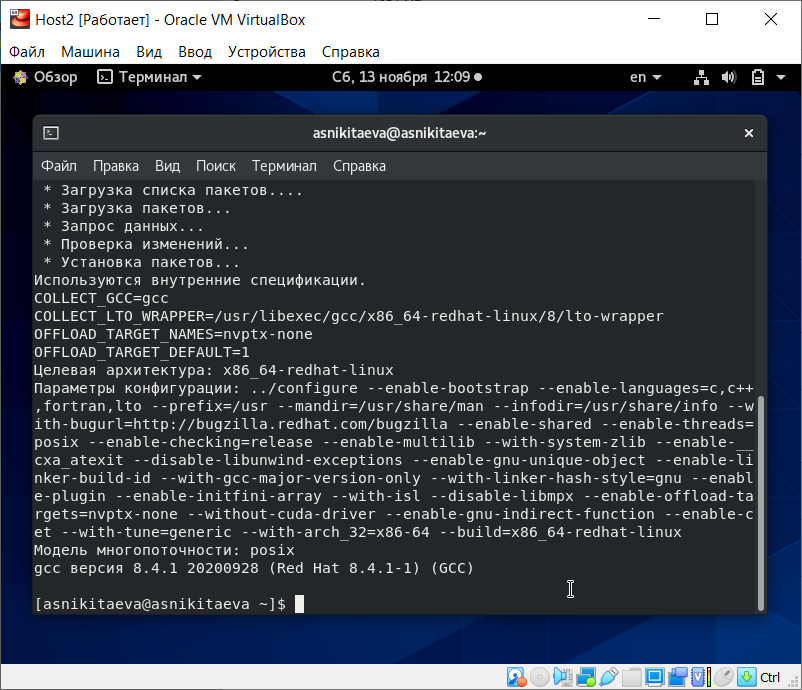 Host2 [Работает] - Oracle VM VirtualBox
Файл Машина Вид Ввод Устройства Справка
Обзор Терминал Сб, 13 ноября 12:09 en
asnikitaeva@asnikitaeva:~
Файл Правка Вид Поиск Терминал Справка
* Загрузка списка пакетов....
* Загрузка пакетов...
* Запрос данных...
* Проверка изменений...
* Установка пакетов...
Используются внутренние спецификации.
COLLECT_GCC=gcc
COLLECT_LTO_WRAPPER=/usr/libexec/gcc/x86_64-redhat-linux/8/lto-wrapper
OFFLOAD_TARGET_NAMES=nvptx-none
OFFLOAD_TARGET_DEFAULT=1
Целевая архитектура: x86_64-redhat-linux
Параметры конфигурации: ../configure --enable-bootstrap --enable-languages=c,c++
,fortran,lto --prefix=/usr --mandir=/usr/share/man --infodir=/usr/share/info --w
ith-bugurl=http://bugzilla.redhat.com/bugzilla --enable-shared --enable-threads=
posix --enable-checking=release --enable-multilib --with-system-zlib --enable-__
cxa_atexit --disable-libunwind-exceptions --enable-gnu-unique-object --enable-li
nker-build-id --with-gcc-major-version-only --with-linker-hash-style=gnu --enabl
e-plugin --enable-initfini-array --with-isl --disable-libmpx --enable-offload-ta
rgets=nvptx-none --without-cuda-driver --enable-gnu-indirect-function --enable-c
et --with-tune=generic --with-arch_32=x86-64 --build=x86_64-redhat-linux
Модель многопоточности: posix
gcc версия 8.4.1 20200928 (Red Hat 8.4.1-1) (GCC)
[asnikitaeva@asnikitaeva ~]$
Ctrl